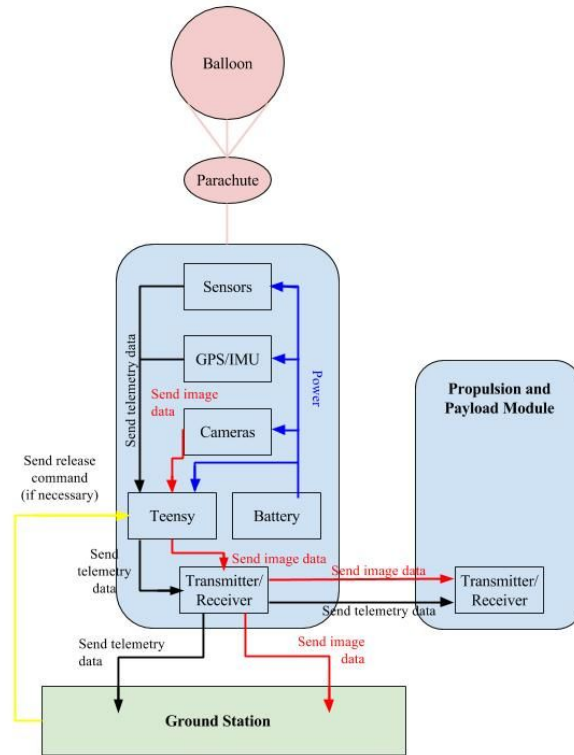 Balloon
Parachute
Sensors
Send telemetry data
GPS/IMU
Power
Send image
data
Cameras
Propulsion and
Payload Module
Send release
command
(if necessary)
Teensy
Battery
Send
telemetry
data
Send image data
Transmitter/
Receiver
Send image data
Send telemetry data
Transmitter/
Receiver
Send telemetry
data
Send image
data
Ground Station